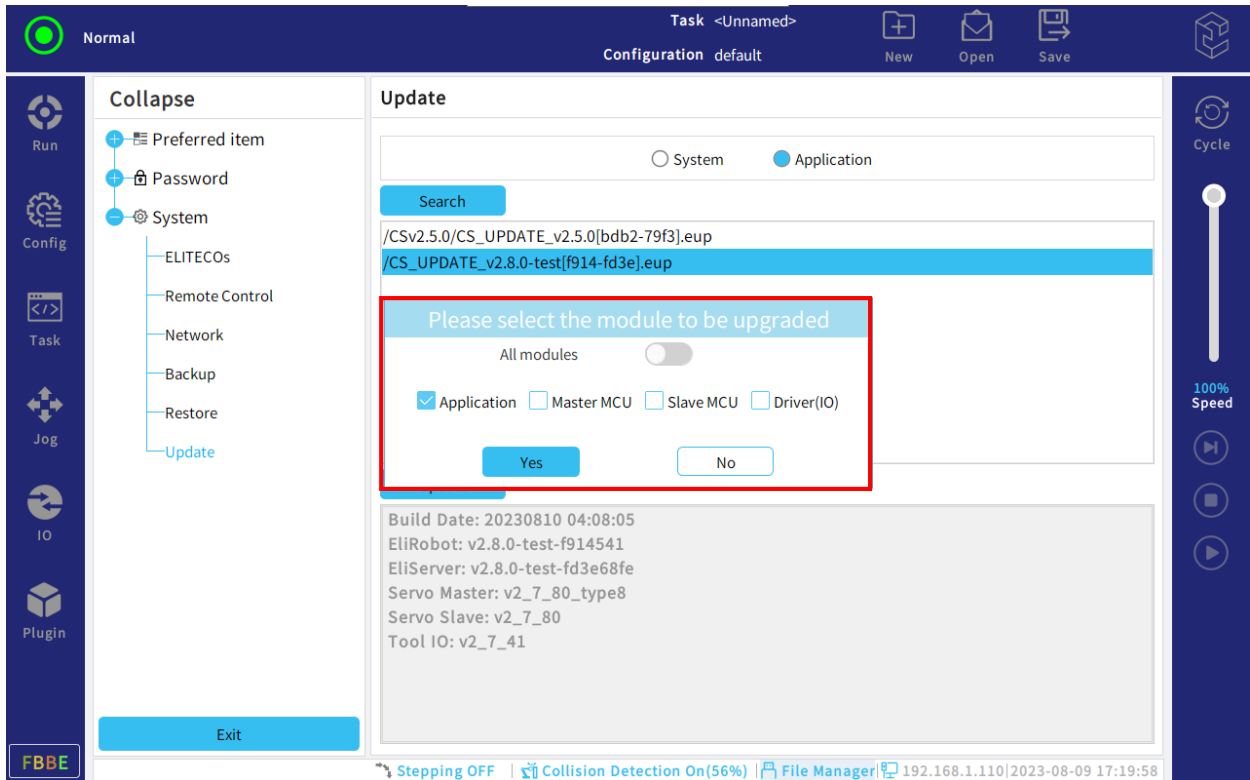 Normal
Task <Unnamed>
Configuration default
New
Open
Save
Run
Config
Task
Jog
IO
Plugin
FBBE
Collapse
Preferred item
Password
System
ELITECOs
Remote Control
Network
Backup
Restore
Update
Exit
Update
System Application
Search
/CSv2.5.0/CS_UPDATE_v2.5.0[bdb2-79f3].eup
/CS_UPDATE_v2.8.0-test[f914-fd3e].eup
Please select the module to be upgraded
All modules
Application Master MCU Slave MCU Driver(IO)
Yes No
Build Date: 20230810 04:08:05
EliRobot: v2.8.0-test-f914541
EliServer: v2.8.0-test-fd3e68fe
Servo Master: v2_7_80_type8
Servo Slave: v2_7_80
Tool IO: v2_7_41
Cycle
100%
Speed
Stepping OFF | Collision Detection On(56%) | File Manager | 192.168.1.110|2023-08-09 17:19:58